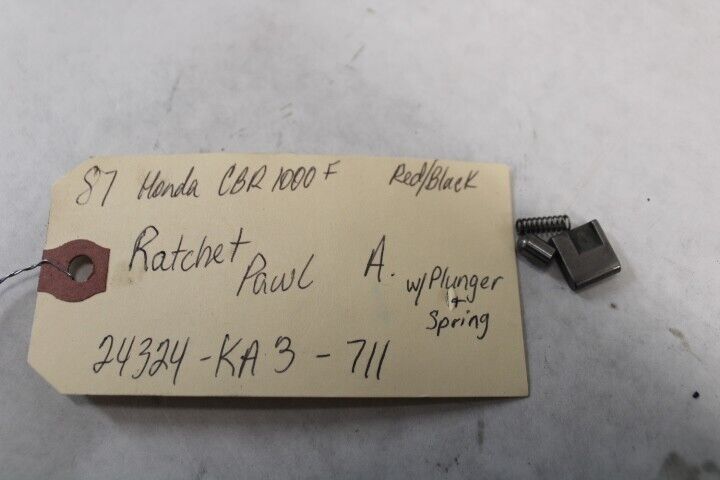 87 Honda CBR 1000 F Red/Black
Ratchet
Pawl A.
w/ Plunger
+
Spring
24324-KA3-711